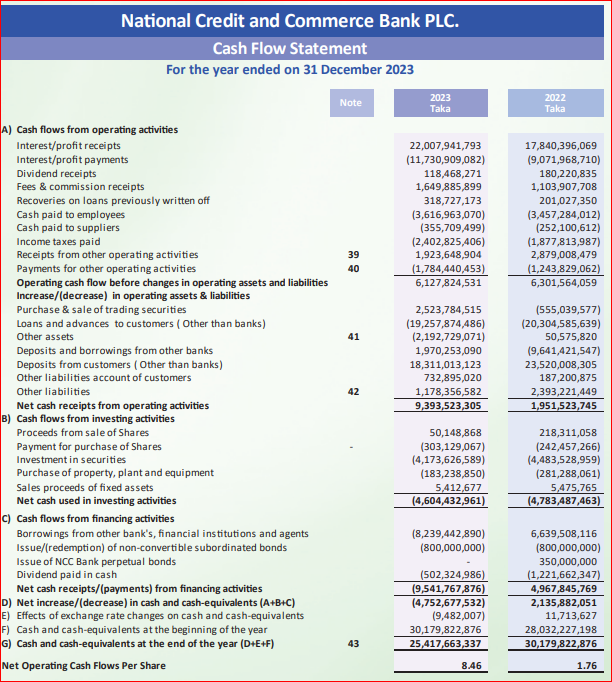 National Credit and Commerce Bank PLC.
Cash Flow Statement
For the year ended on 31 December 2023
Note 2023 Taka 2022 Taka
A) Cash flows from operating activities
Interest/profit receipts 22,007,941,793 17,840,396,069
Interest/profit payments (11,730,909,082) (9,071,968,710)
Dividend receipts 118,468,271 180,220,835
Fees & commission receipts 1,649,885,899 1,103,907,708
Recoveries on loans previously written off 318,727,173 201,027,350
Cash paid to employees (3,616,963,070) (3,457,284,012)
Cash paid to suppliers (355,709,499) (252,100,612)
Income taxes paid (2,402,825,406) (1,877,813,987)
Receipts from other operating activities 39 1,923,648,904 2,879,008,479
Payments for other operating activities 40 (1,784,440,453) (1,243,829,062)
Operating cash flow before changes in operating assets and liabilities 6,127,824,531 6,301,564,059
Increase/(decrease) in operating assets & liabilities
Purchase & sale of trading securities 2,523,784,515 (555,039,577)
Loans and advances to customers ( Other than banks) (19,257,874,486) (20,304,585,639)
Other assets 41 (2,192,729,071) 50,575,820
Deposits and borrowings from other banks 1,970,253,090 (9,641,421,547)
Deposits from customers ( Other than banks) 18,311,013,123 23,520,008,305
Other liabilities account of customers 732,895,020 187,200,875
Other liabilities 42 1,178,356,582 2,393,221,449
Net cash receipts from operating activities 9,393,523,305 1,951,523,745
B) Cash flows from investing activities
Proceeds from sale of Shares 50,148,868 218,311,058
Payment for purchase of Shares - (303,129,067) (242,457,266)
Investment in securities (4,173,626,589) (4,483,528,959)
Purchase of property, plant and equipment (183,238,850) (281,288,061)
Sales proceeds of fixed assets 5,412,677 5,475,765
Net cash used in investing activities (4,604,432,961) (4,783,487,463)
C) Cash flows from financing activities
Borrowings from other bank's, financial institutions and agents (8,239,442,890) 6,639,508,116
Issue/(redemption) of non-convertible subordinated bonds (800,000,000) (800,000,000)
Issue of NCC Bank perpetual bonds - 350,000,000
Dividend paid in cash (502,324,986) (1,221,662,347)
Net cash receipts/(payments) from financing activities (9,541,767,876) 4,967,845,769
D) Net increase/(decrease) in cash and cash-equivalents (A+B+C) (4,752,677,532) 2,135,882,051
E) Effects of exchange rate changes on cash and cash-equivalents (9,482,007) 11,713,627
F) Cash and cash-equivalents at the beginning of the year 30,179,822,876 28,032,227,198
G) Cash and cash-equivalents at the end of the year (D+E+F) 43 25,417,663,337 30,179,822,876
Net Operating Cash Flows Per Share 8.46 1.76